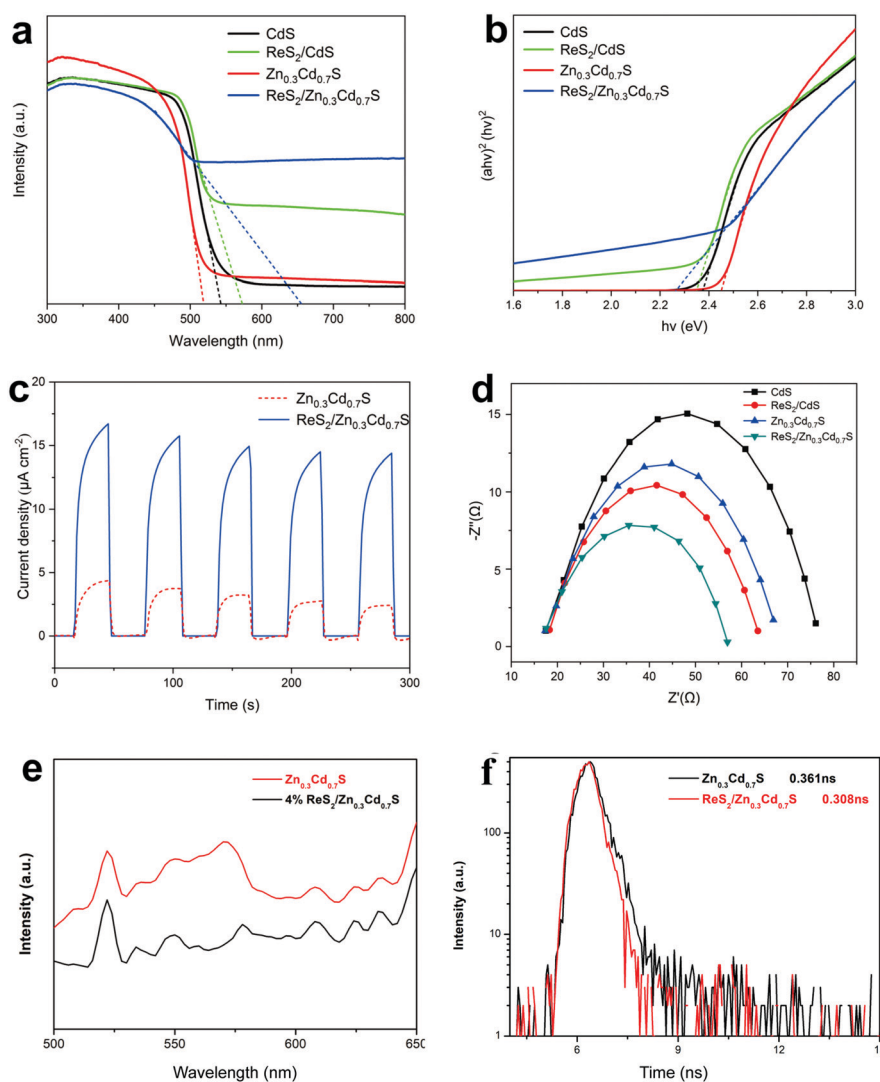 a
CdS
ReS₂/CdS
Zn₀.₃Cd₀.₇S
ReS₂/Zn₀.₃Cd₀.₇S
Intensity (a.u.)
300 400 500 600 700 800
Wavelength (nm)
b
CdS
ReS₂/CdS
Zn₀.₃Cd₀.₇S
ReS₂/Zn₀.₃Cd₀.₇S
(ahv)² (hv)²
1.6 1.8 2.0 2.2 2.4 2.6 2.8 3.0
hv (eV)
c
Zn₀.₃Cd₀.₇S
ReS₂/Zn₀.₃Cd₀.₇S
Current density (µA cm⁻²)
20
15
10
5
0
0 100 200 300
Time (s)
d
CdS
ReS₂/CdS
Zn₀.₃Cd₀.₇S
ReS₂/Zn₀.₃Cd₀.₇S
-Z''(Ω)
15
10
5
0
10 20 30 40 50 60 70 80
Z'(Ω)
e
Zn₀.₃Cd₀.₇S
4% ReS₂/Zn₀.₃Cd₀.₇S
Intensity (a.u.)
500 550 600 650
Wavelength (nm)
f
Zn₀.₃Cd₀.₇S 0.361ns
ReS₂/Zn₀.₃Cd₀.₇S 0.308ns
Intensity (a.u.)
100
10
1
6 9 12 15
Time (ns)